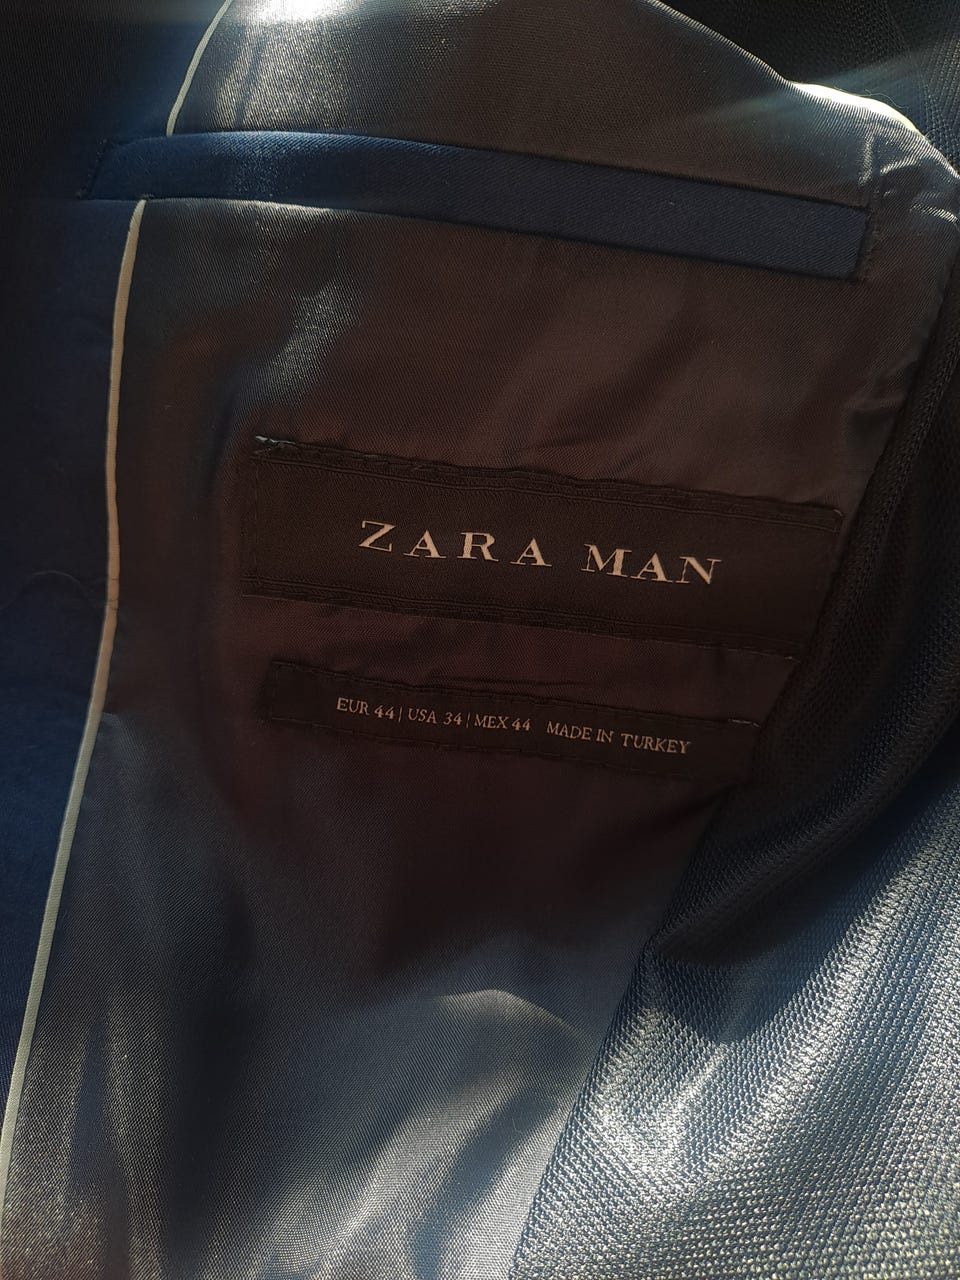 ZARA MAN
EUR 44 | USA 34 | MEX 44 MADE IN TURKEY